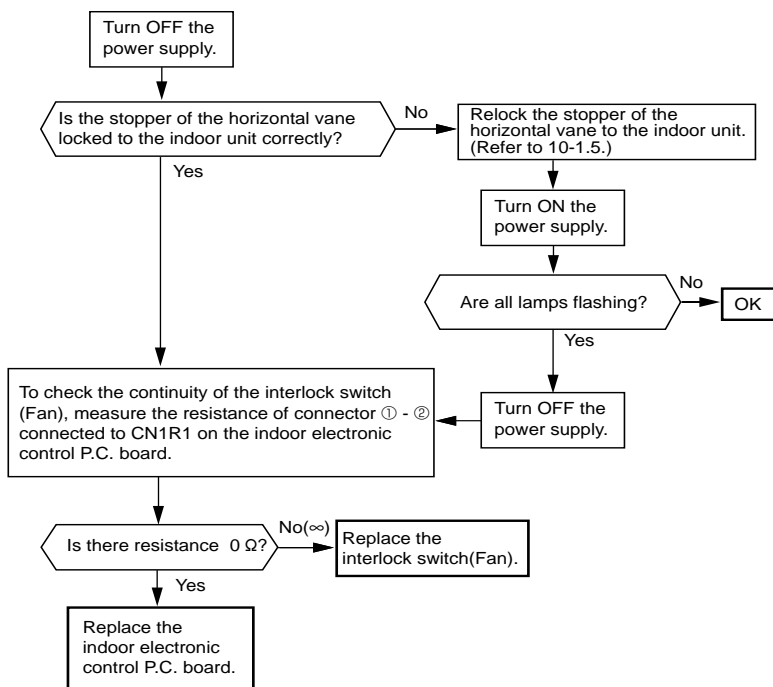 Turn OFF the
power supply.
Is the stopper of the horizontal vane
locked to the indoor unit correctly?
No
Relock the stopper of the
horizontal vane to the indoor unit.
(Refer to 10-1.5.)
Yes
Turn ON the
power supply.
Are all lamps flashing?
No
OK
Yes
Turn OFF the
power supply.
To check the continuity of the interlock switch
(Fan), measure the resistance of connector ① - ②
connected to CN1R1 on the indoor electronic
control P.C. board.
Is there resistance 0 Ω?
No(∞)
Replace the
interlock switch(Fan).
Yes
Replace the
indoor electronic
control P.C. board.